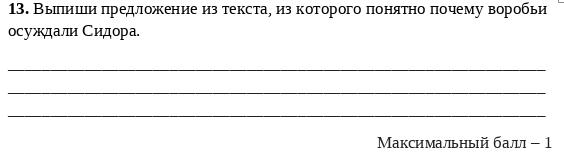 13. Выпиши предложение из текста, из которого понятно почему воробьи
осуждали Сидора.
Максимальный балл – 1